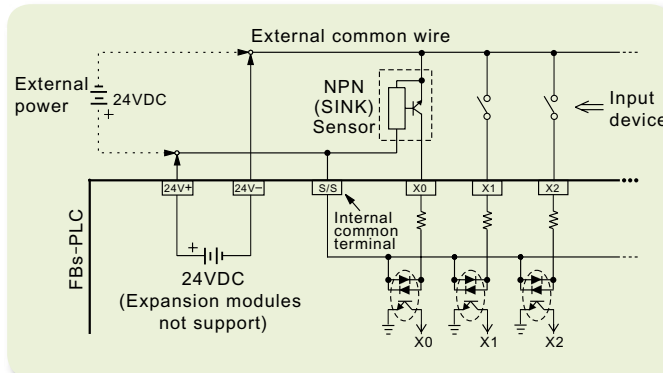 External common wire
External
power
+ 24VDC
NPN
(SINK)
Sensor
Input
device
24V+ 24V− S/S X0 X1 X2
FBs-PLC
Internal
common
terminal
+
24VDC
(Expansion modules
not support)
X0 X1 X2